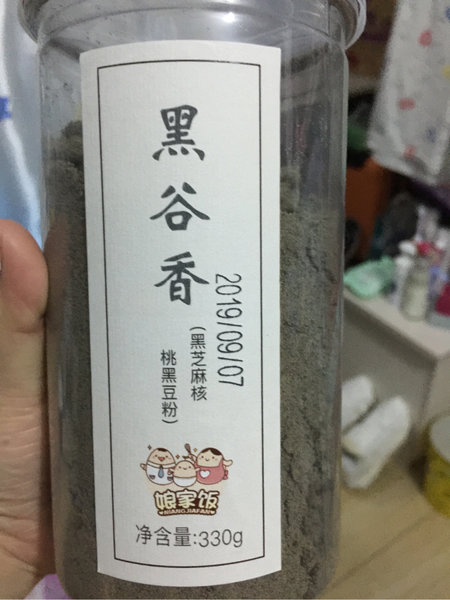 黑谷香
2019/09/07
(黑芝麻核
桃黑豆粉)
娘家饭
NIANGJIAFAN
净含量:330g